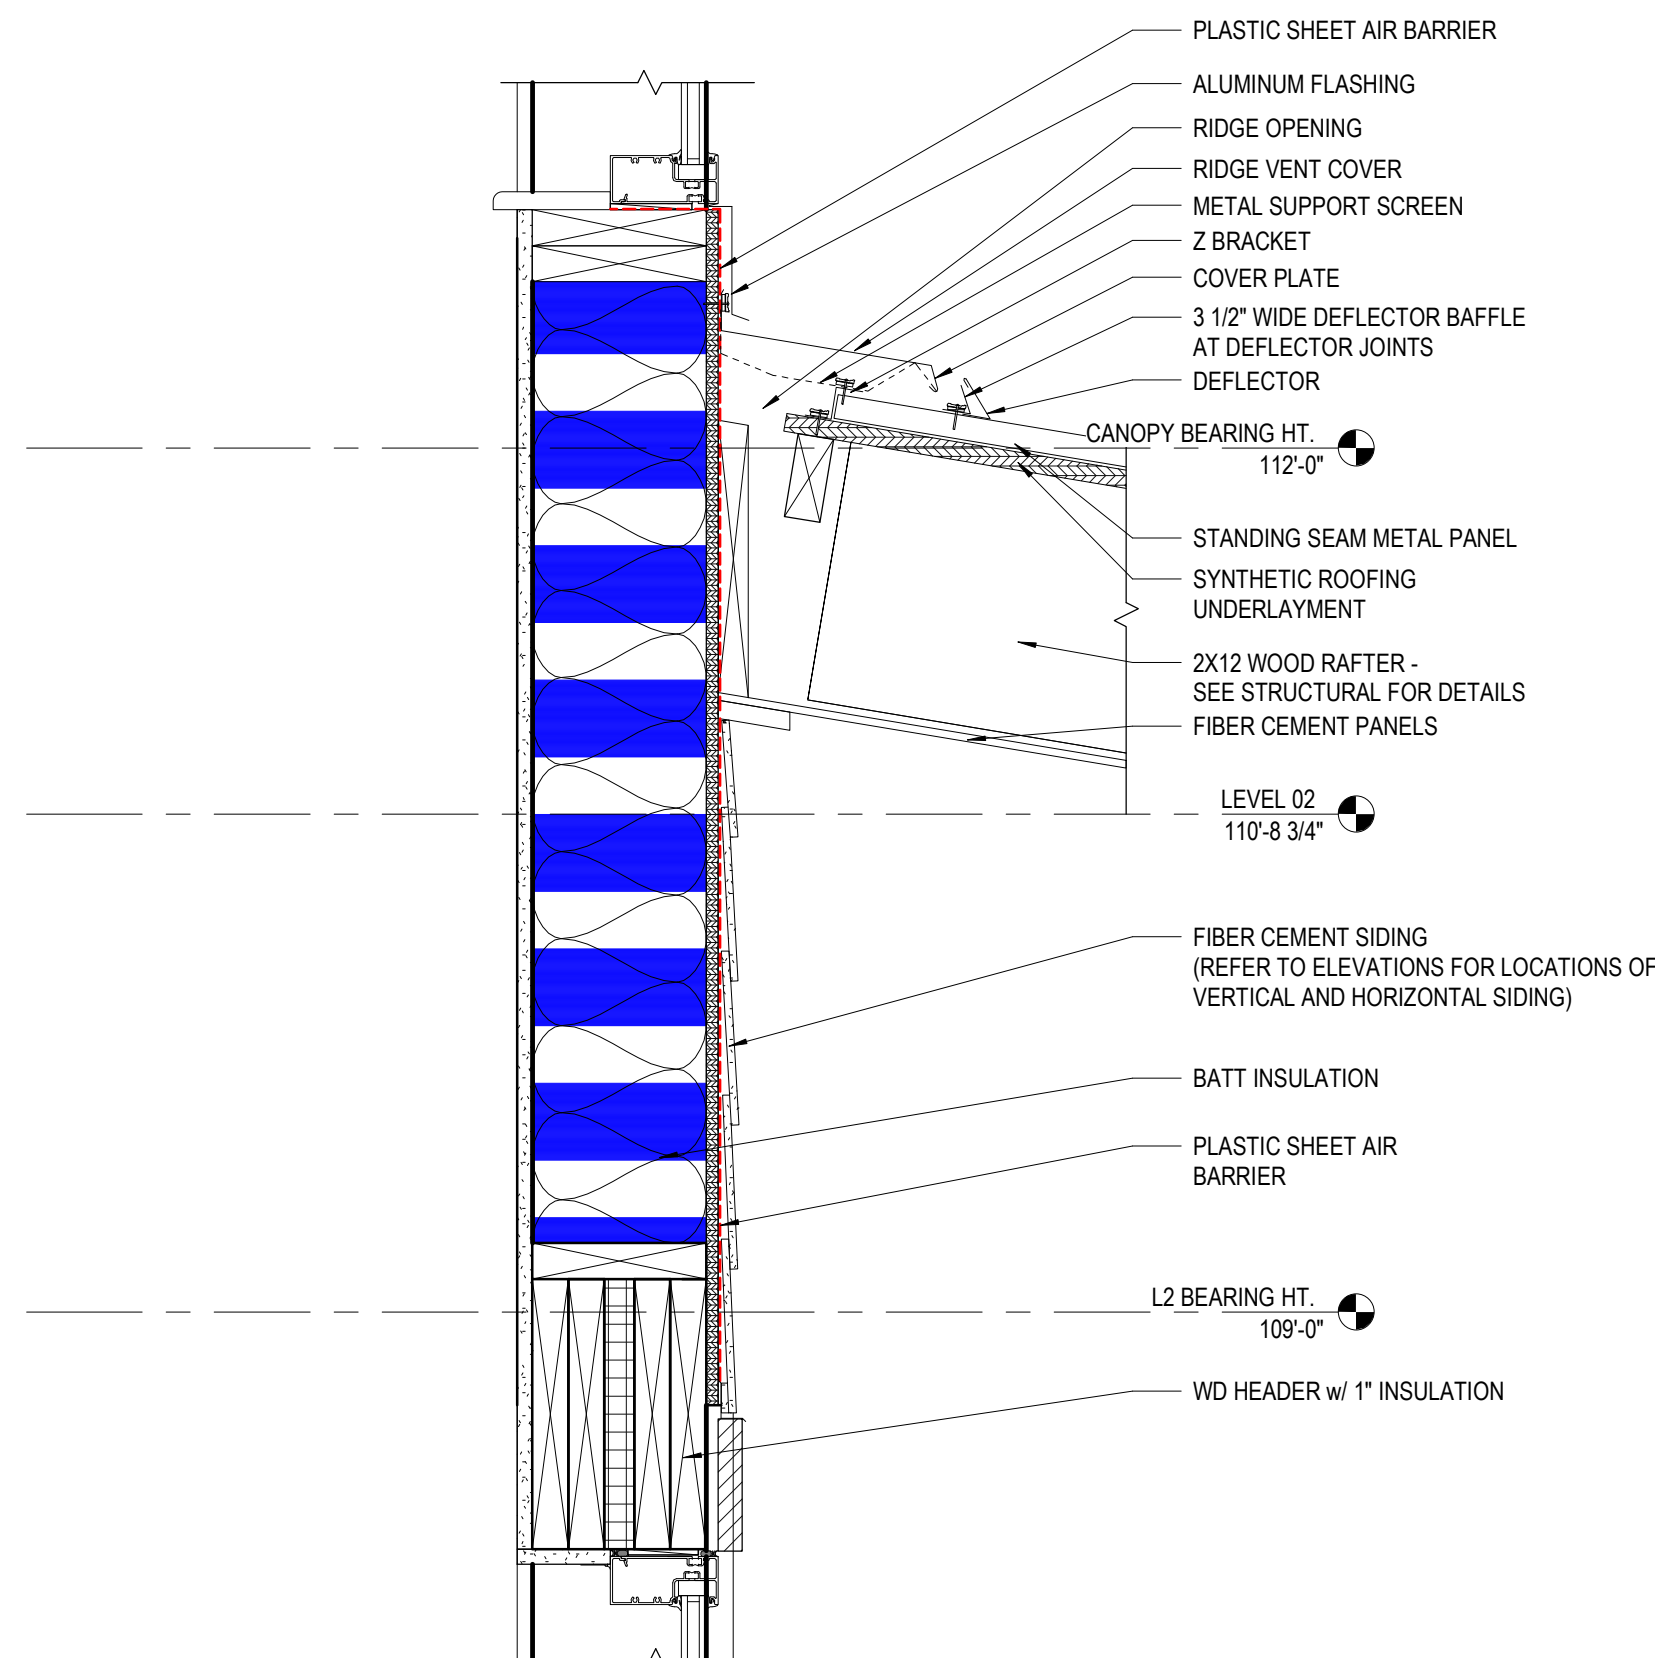 PLASTIC SHEET AIR BARRIER
ALUMINUM FLASHING
RIDGE OPENING
RIDGE VENT COVER
METAL SUPPORT SCREEN
Z BRACKET
COVER PLATE
3 1/2" WIDE DEFLECTOR BAFFLE
AT DEFLECTOR JOINTS
DEFLECTOR
CANOPY BEARING HT.
112'-0"
STANDING SEAM METAL PANEL
SYNTHETIC ROOFING
UNDERLAYMENT
2X12 WOOD RAFTER -
SEE STRUCTURAL FOR DETAILS
FIBER CEMENT PANELS
LEVEL 02
110'-8 3/4"
FIBER CEMENT SIDING
(REFER TO ELEVATIONS FOR LOCATIONS OF
VERTICAL AND HORIZONTAL SIDING)
BATT INSULATION
PLASTIC SHEET AIR
BARRIER
L2 BEARING HT.
109'-0"
WD HEADER w/ 1" INSULATION